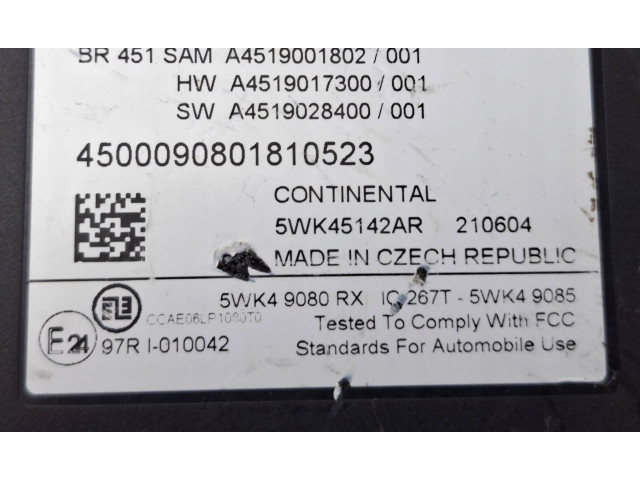 BR 451 SAM A4519001802 / 001
HW A4519017300 / 001
SW A4519028400 / 001
4500090801810523
CONTINENTAL
5WK45142AR 210604
MADE IN CZECH REPUBLIC
5WK4 9080 RX IC 267T - 5WK4 9085
CCAE06LP1080T0
Tested To Comply With FCC
E24 97R I-010042
Standards For Automobile Use